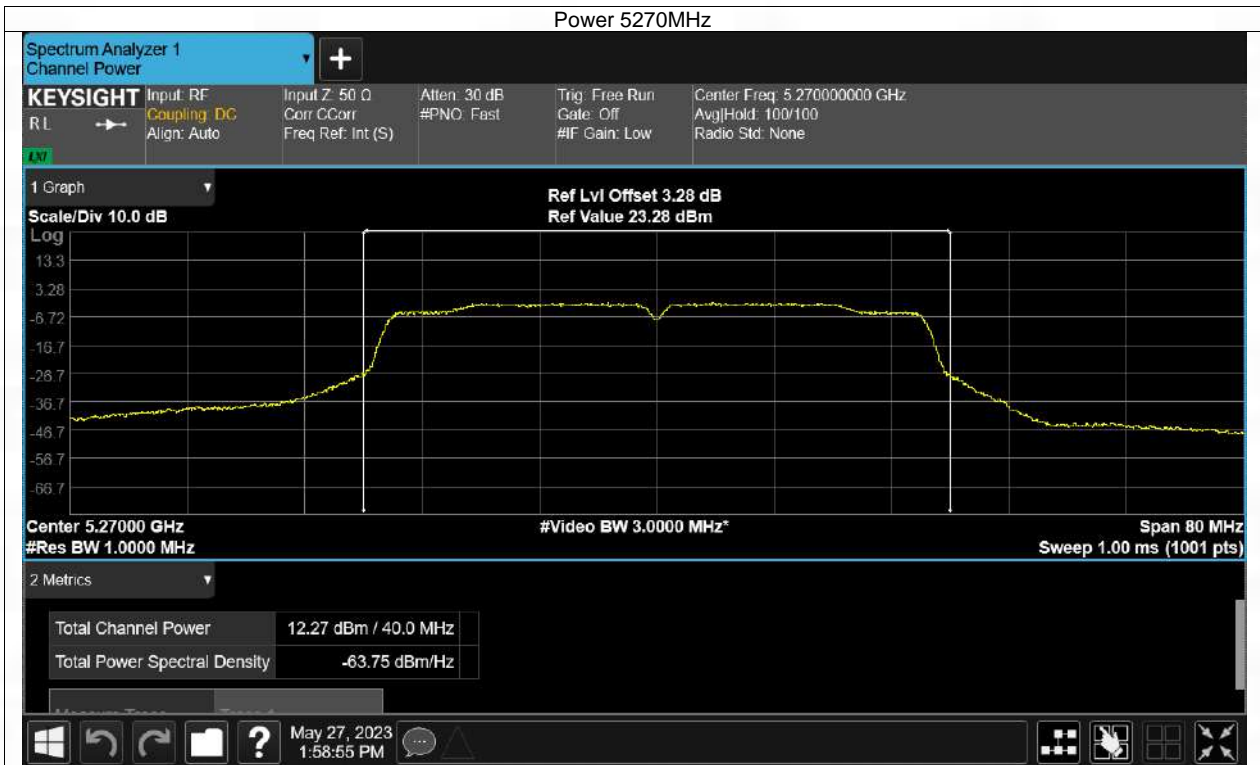 Power 5270MHz
Spectrum Analyzer 1
Channel Power
+
KEYSIGHT
RL
LXI
Input: RF
Coupling: DC
Align: Auto
Input Z: 50 Ω
Corr CCorr
Freq Ref: Int (S)
Atten: 30 dB
#PNO: Fast
Trig: Free Run
Gate: Off
#IF Gain: Low
Center Freq: 5.270000000 GHz
Avg|Hold: 100/100
Radio Std: None
1 Graph
Scale/Div 10.0 dB
Ref Lvl Offset 3.28 dB
Ref Value 23.28 dBm
Log
13.3
3.28
-6.72
-16.7
-26.7
-36.7
-46.7
-56.7
-66.7
Center 5.27000 GHz
#Video BW 3.0000 MHz*
Span 80 MHz
#Res BW 1.0000 MHz
Sweep 1.00 ms (1001 pts)
2 Metrics
Total Channel Power 12.27 dBm / 40.0 MHz
Total Power Spectral Density -63.75 dBm/Hz
?
May 27, 2023
1:58:55 PM